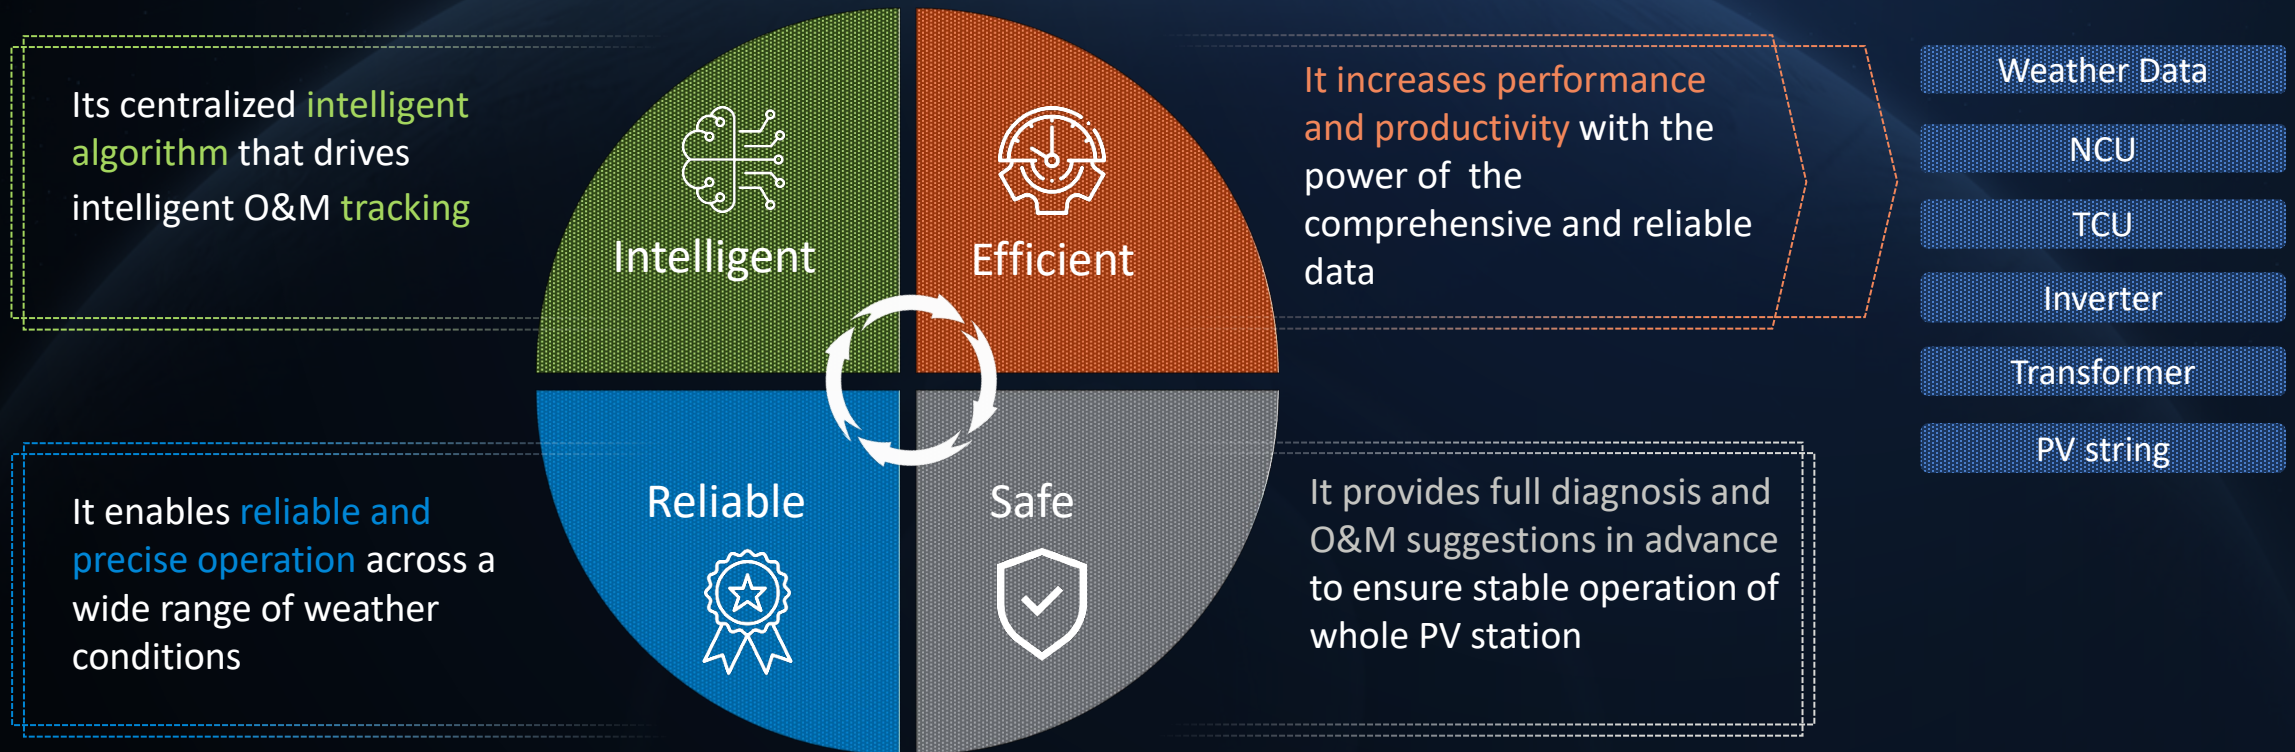 Its centralized intelligent
algorithm that drives
intelligent O&M tracking
Intelligent
Efficient
It increases performance
and productivity with the
power of the
comprehensive and reliable
data
Weather Data
NCU
TCU
Inverter
Transformer
PV string
It enables reliable and
precise operation across a
wide range of weather
conditions
Reliable
Safe
It provides full diagnosis and
O&M suggestions in advance
to ensure stable operation of
whole PV station